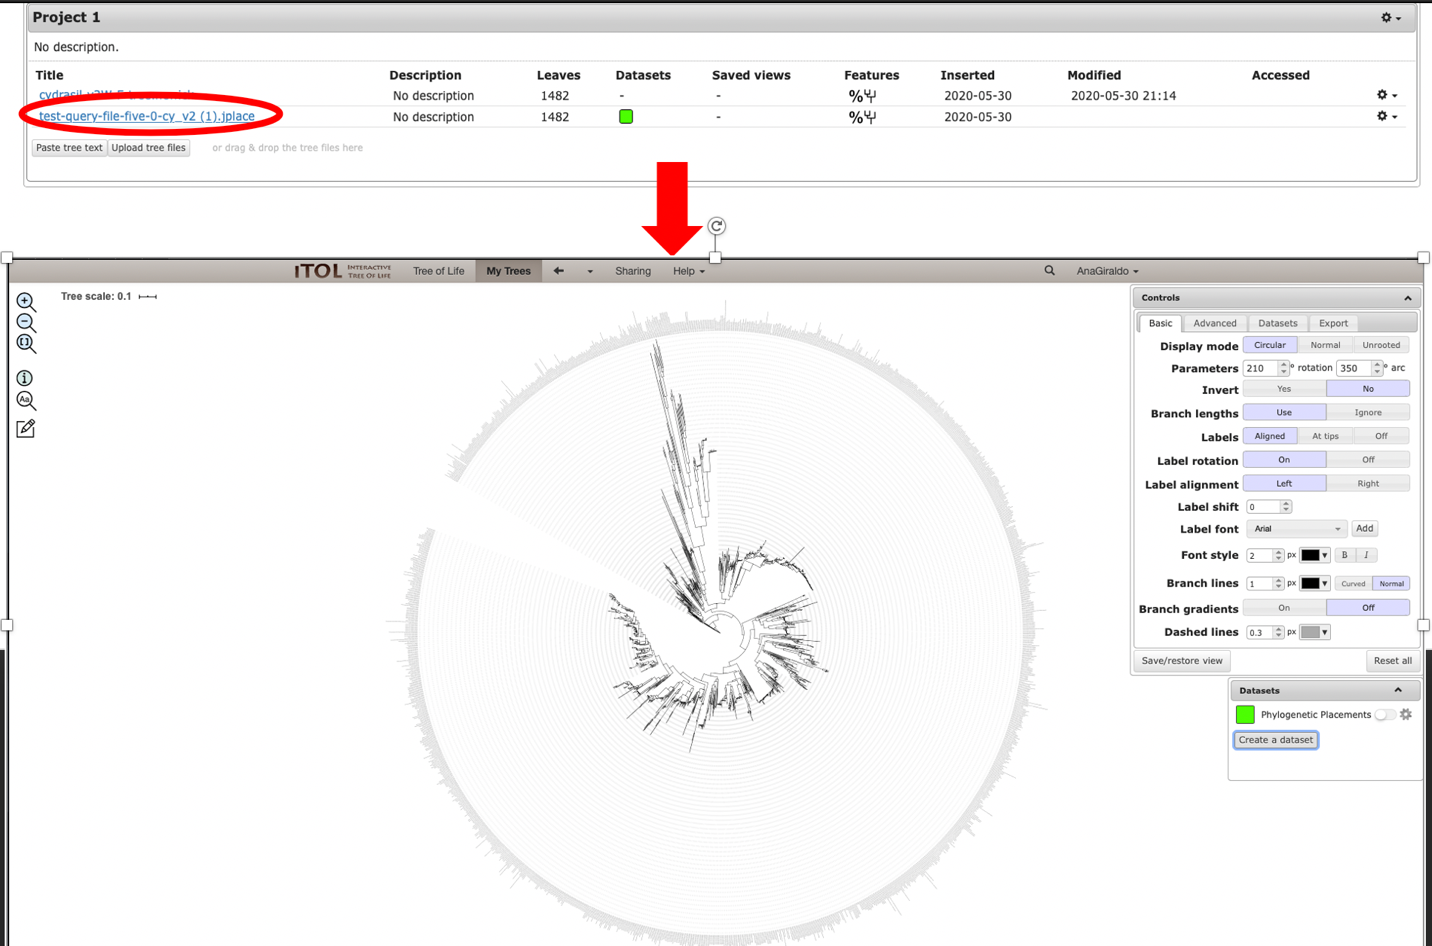 Project 1
No description.
Title Description Leaves Datasets Saved views Features Inserted Modified Accessed
No description 1482 - - % 2020-05-30 2020-05-30 21:14
test-query-file-five-0-cy_v2 (1).jplace No description 1482 - % 2020-05-30
Paste tree text Upload tree files or drag & drop the tree files here
iTOL INTERACTIVE TREE OF LIFE Tree of Life My Trees Sharing Help AnaGiraldo
Tree scale: 0.1
Aa
Controls
Basic Advanced Datasets Export
Display mode Circular Normal Unrooted
Parameters 210 ° rotation 350 ° arc
Invert Yes No
Branch lengths Use Ignore
Labels Aligned At tips Off
Label rotation On Off
Label alignment Left Right
Label shift 0
Label font Arial Add
Font style 2 px B I
Branch lines 1 px Curved Normal
Branch gradients On Off
Dashed lines 0.3 px
Save/restore view Reset all
Datasets
Phylogenetic Placements
Create a dataset